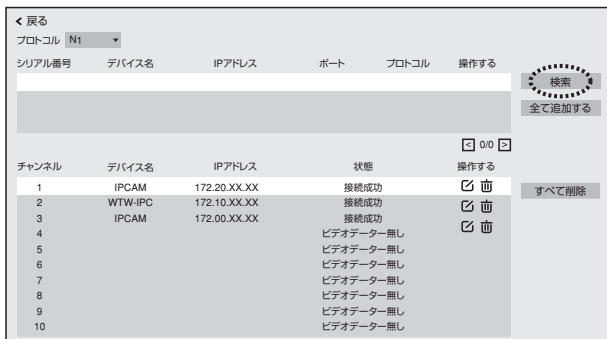 < 戻る
プロトコル N1
シリアル番号 デバイス名 IPアドレス ポート プロトコル 操作する
検索
全て追加する
< 0/0 >
チャンネル デバイス名 IPアドレス 状態 操作する
1 IPCAM 172.20.XX.XX 接続成功
すべて削除
2 WTW-IPC 172.10.XX.XX 接続成功
3 IPCAM 172.00.XX.XX 接続成功
4 ビデオデーター無し
5 ビデオデーター無し
6 ビデオデーター無し
7 ビデオデーター無し
8 ビデオデーター無し
9 ビデオデーター無し
10 ビデオデーター無し